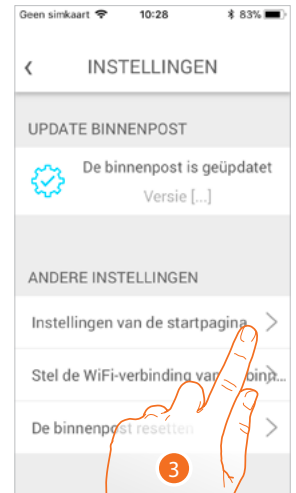 Geen simkaart 10:28 83%
INSTELLINGEN
UPDATE BINNENPOST
De binnenpost is geüpdatet
Versie [...]
ANDERE INSTELLINGEN
Instellingen van de startpagina
Stel de WiFi-verbinding van
De binnenpost resetten
3